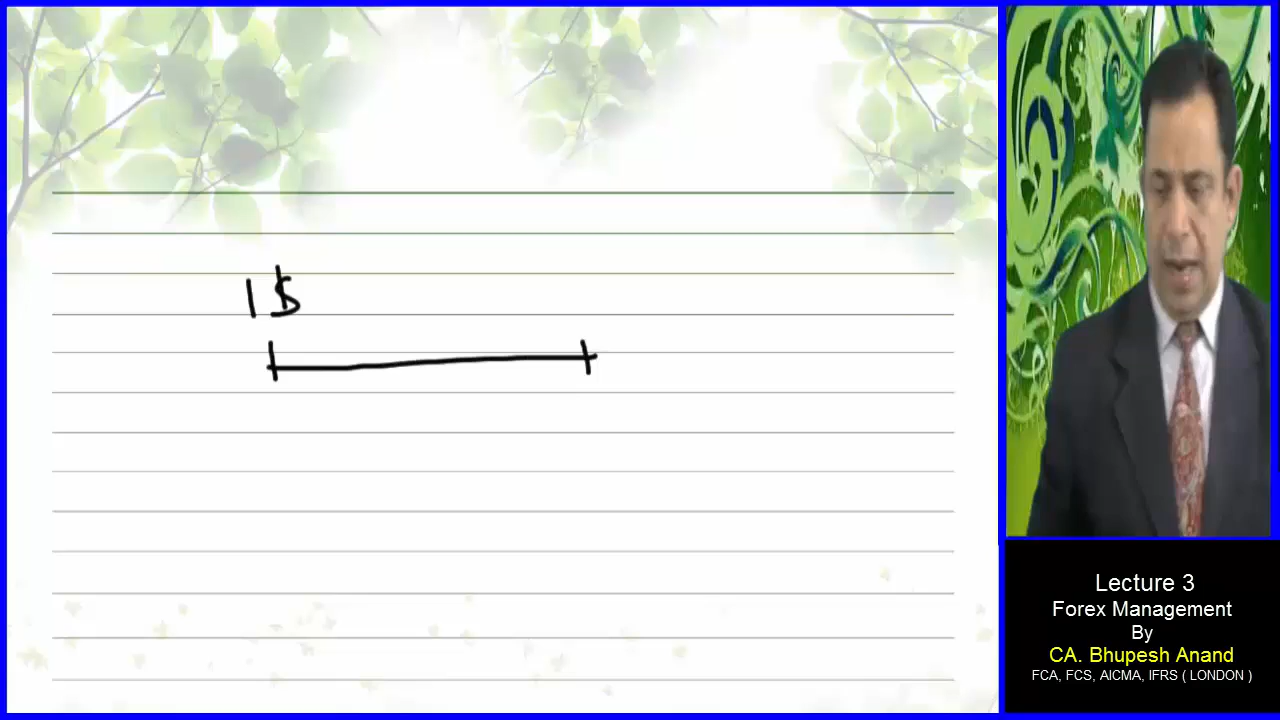 1 $
Lecture 3
Forex Management
By
CA. Bhupesh Anand
FCA, FCS, AICMA, IFRS ( LONDON )